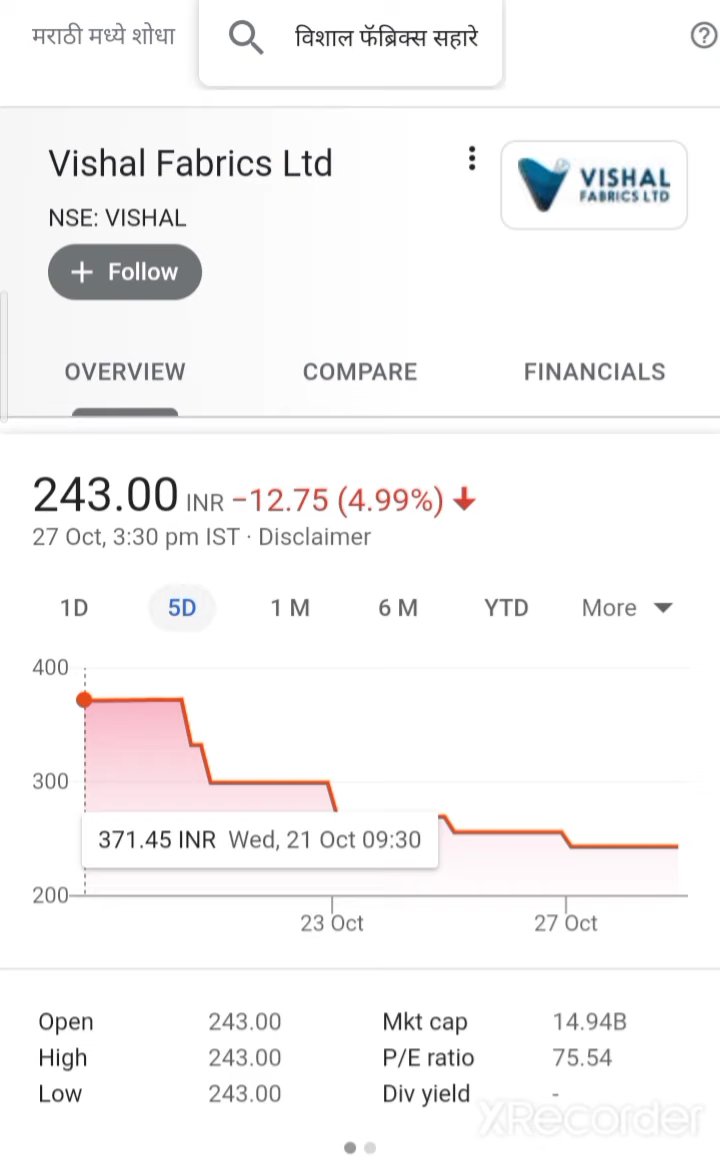 मराठी मध्ये शोधा
विशाल फॅब्रिक्स सहारे
Vishal Fabrics Ltd
VISHAL
FABRICS LTD
NSE: VISHAL
+ Follow
OVERVIEW COMPARE FINANCIALS
243.00 INR −12.75 (4.99%)
27 Oct, 3:30 pm IST · Disclaimer
1D 5D 1 M 6 M YTD More
400
300
371.45 INR Wed, 21 Oct 09:30
200
23 Oct 27 Oct
Open 243.00 Mkt cap 14.94B
High 243.00 P/E ratio 75.54
Low 243.00 Div yield -
XRecorder